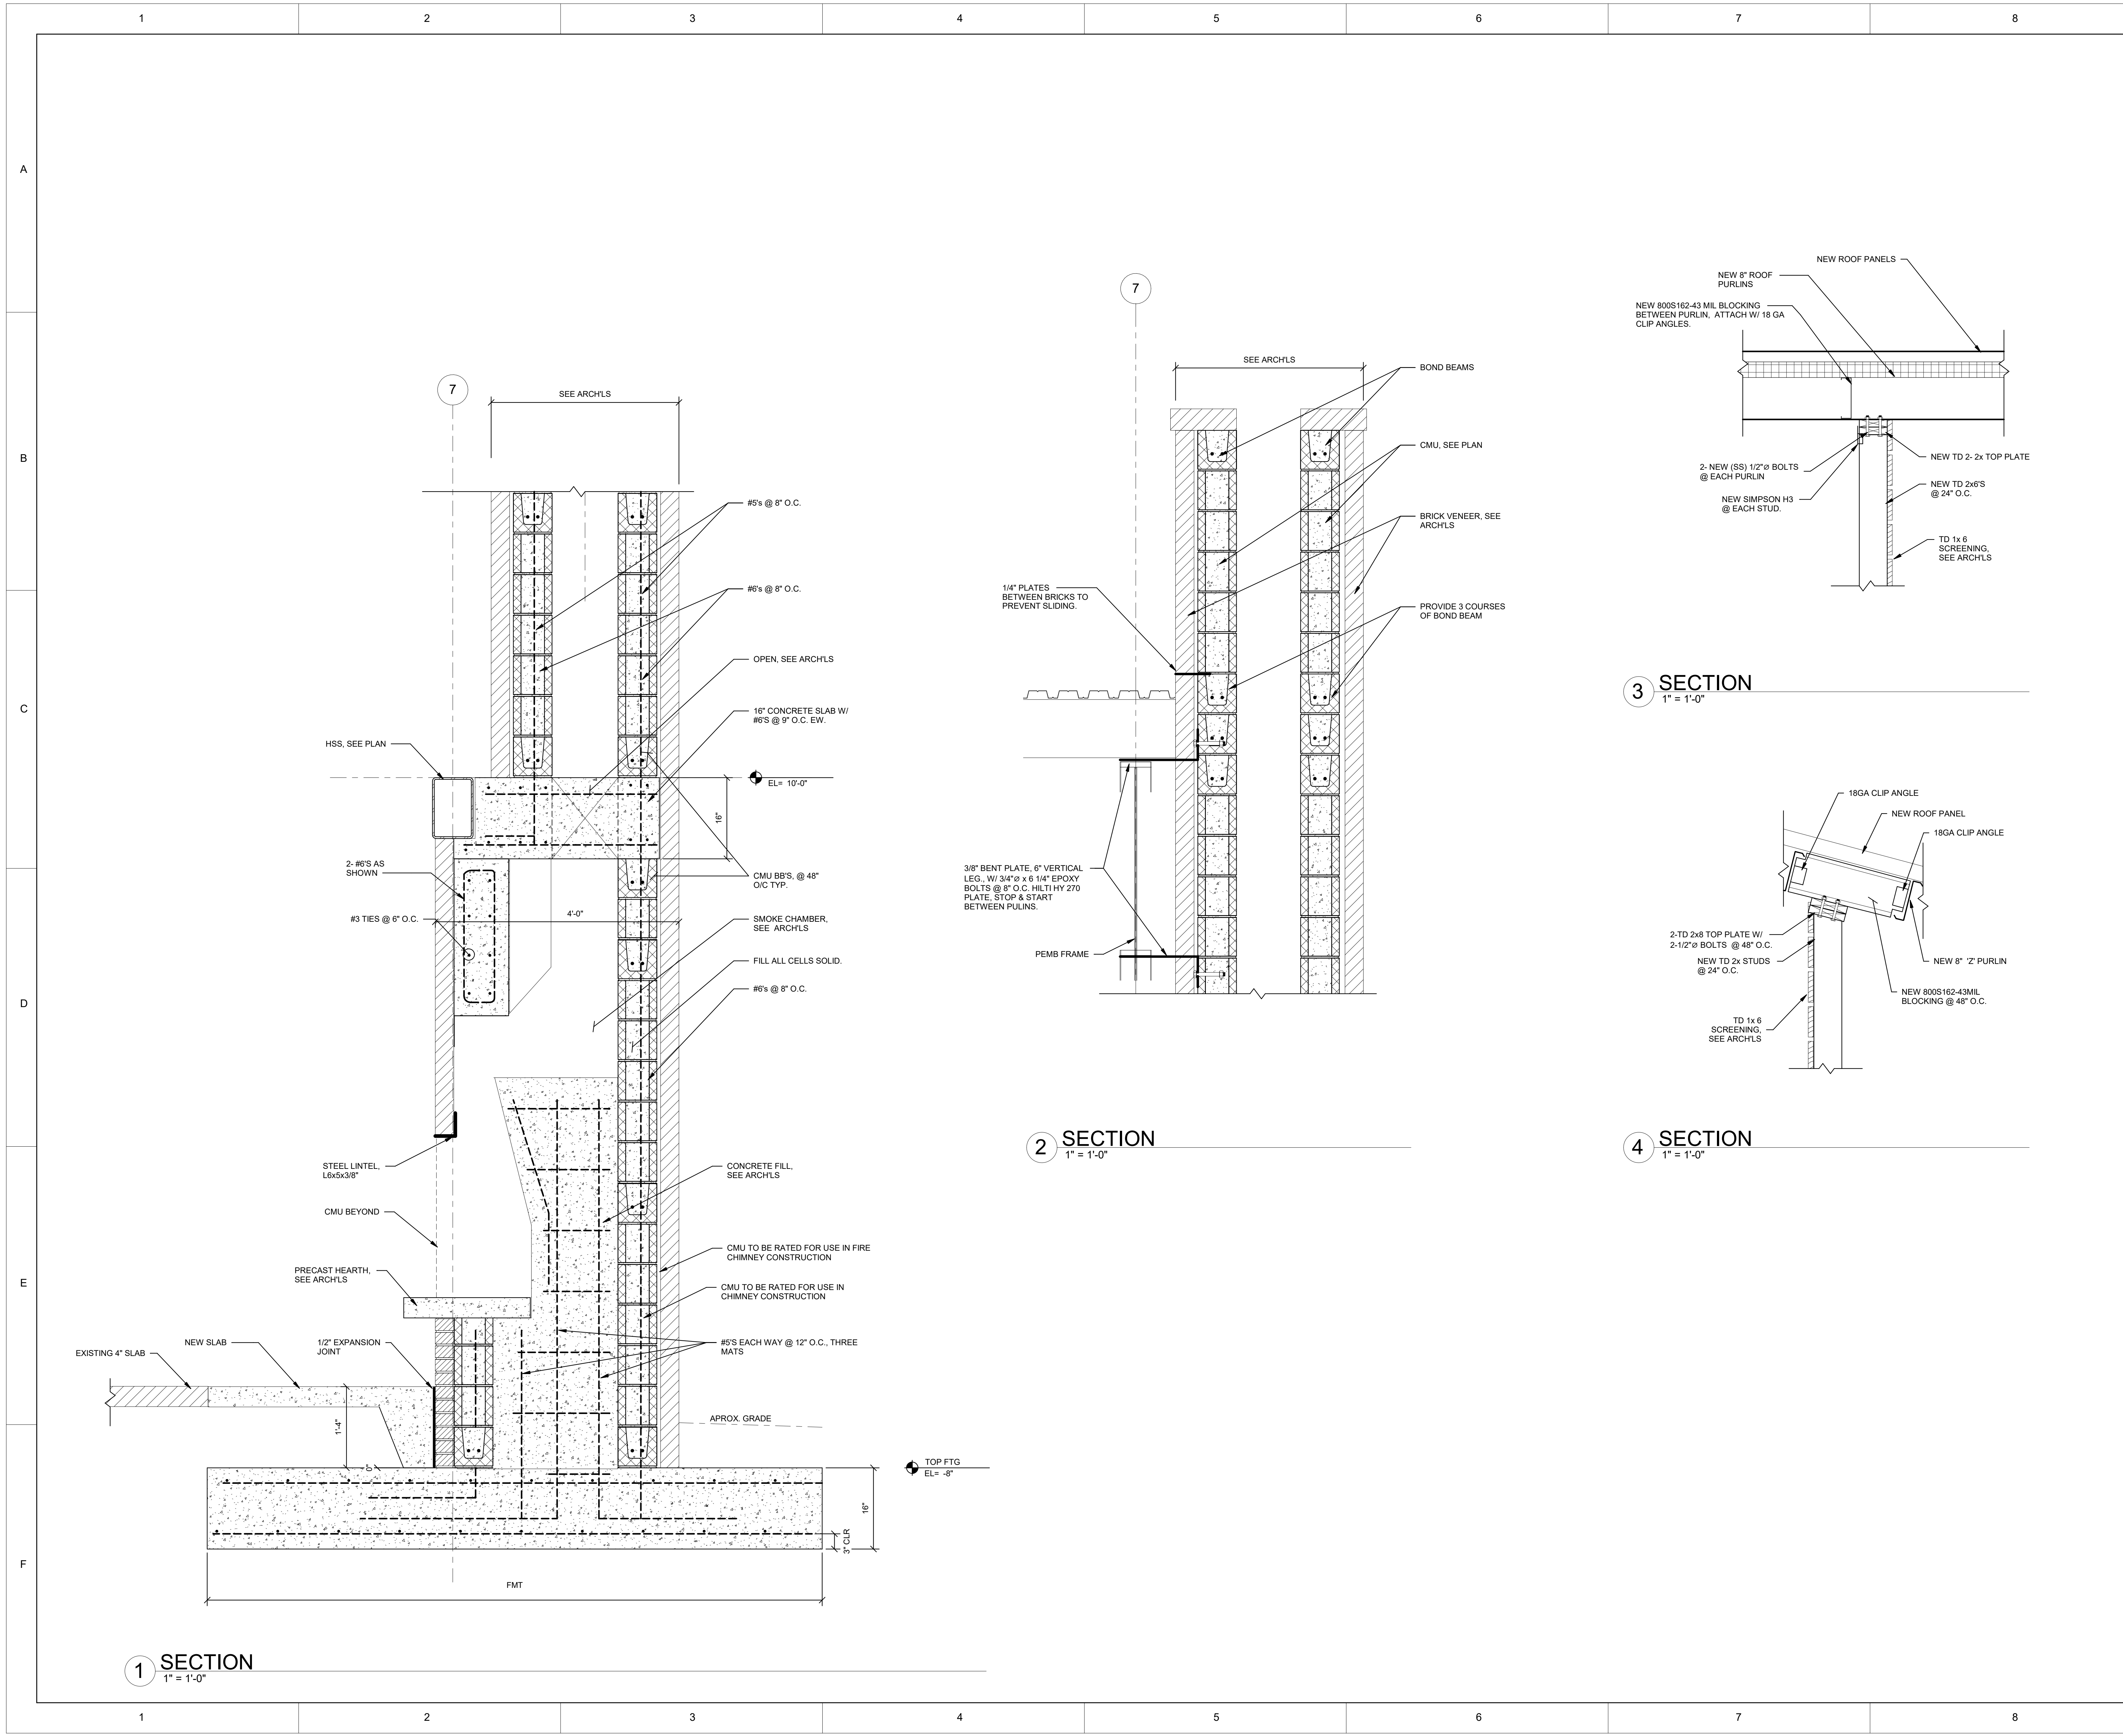 1 2 3 4 5 6 7 8
A
B
C
D
E
F
7
SEE ARCH'LS
#5's @ 8" O.C.
#6's @ 8" O.C.
OPEN, SEE ARCH'LS
16" CONCRETE SLAB W/
#6'S @ 9" O.C. EW.
HSS, SEE PLAN
EL= 10'-0"
16"
2- #6'S AS
SHOWN
CMU BB'S, @ 48"
O/C TYP.
#3 TIES @ 6" O.C.
4'-0"
SMOKE CHAMBER,
SEE ARCH'LS
FILL ALL CELLS SOLID.
#6's @ 8" O.C.
STEEL LINTEL,
L6x5x3/8"
CONCRETE FILL,
SEE ARCH'LS
CMU BEYOND
CMU TO BE RATED FOR USE IN FIRE
CHIMNEY CONSTRUCTION
PRECAST HEARTH,
SEE ARCH'LS
CMU TO BE RATED FOR USE IN
CHIMNEY CONSTRUCTION
EXISTING 4" SLAB
NEW SLAB
1/2" EXPANSION
JOINT
#5'S EACH WAY @ 12" O.C., THREE
MATS
1'-4"
APROX. GRADE
0"
TOP FTG
EL= -8"
16"
3" CLR
FMT
1 SECTION
1" = 1'-0"
7
SEE ARCH'LS
BOND BEAMS
CMU, SEE PLAN
BRICK VENEER, SEE
ARCH'LS
1/4" PLATES
BETWEEN BRICKS TO
PREVENT SLIDING.
PROVIDE 3 COURSES
OF BOND BEAM
3/8" BENT PLATE, 6" VERTICAL
LEG., W/ 3/4"Ø x 6 1/4" EPOXY
BOLTS @ 8" O.C. HILTI HY 270
PLATE, STOP & START
BETWEEN PULINS.
PEMB FRAME
2 SECTION
1" = 1'-0"
NEW ROOF PANELS
NEW 8" ROOF
PURLINS
NEW 800S162-43 MIL BLOCKING
BETWEEN PURLIN, ATTACH W/ 18 GA
CLIP ANGLES.
2- NEW (SS) 1/2"Ø BOLTS
@ EACH PURLIN
NEW SIMPSON H3
@ EACH STUD.
NEW TD 2- 2x TOP PLATE
NEW TD 2x6'S
@ 24" O.C.
TD 1x 6
SCREENING,
SEE ARCH'LS
3 SECTION
1" = 1'-0"
18GA CLIP ANGLE
NEW ROOF PANEL
18GA CLIP ANGLE
2-TD 2x8 TOP PLATE W/
2-1/2"Ø BOLTS @ 48" O.C.
NEW TD 2x STUDS
@ 24" O.C.
NEW 8" 'Z' PURLIN
NEW 800S162-43MIL
BLOCKING @ 48" O.C.
TD 1x 6
SCREENING,
SEE ARCH'LS
4 SECTION
1" = 1'-0"
1 2 3 4 5 6 7 8